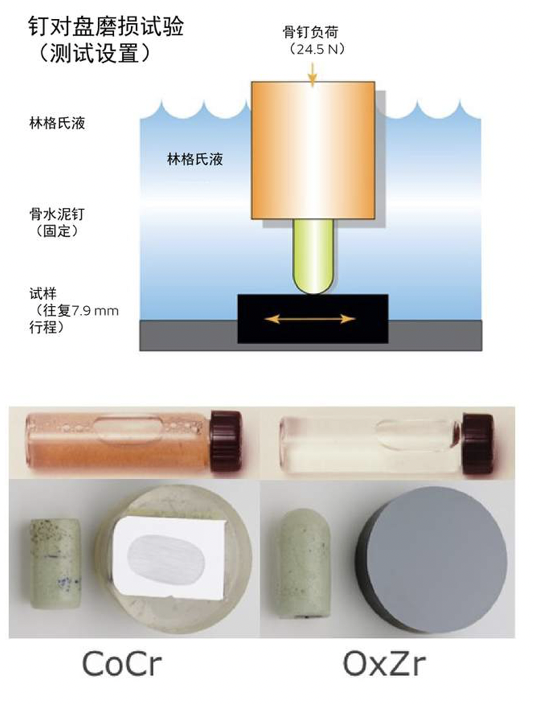 钉对盘磨损试验
（测试设置）
骨钉负荷
（24.5 N）
林格氏液
林格氏液
骨水泥钉
（固定）
试样
（往复7.9 mm
行程）
CoCr
OxZr